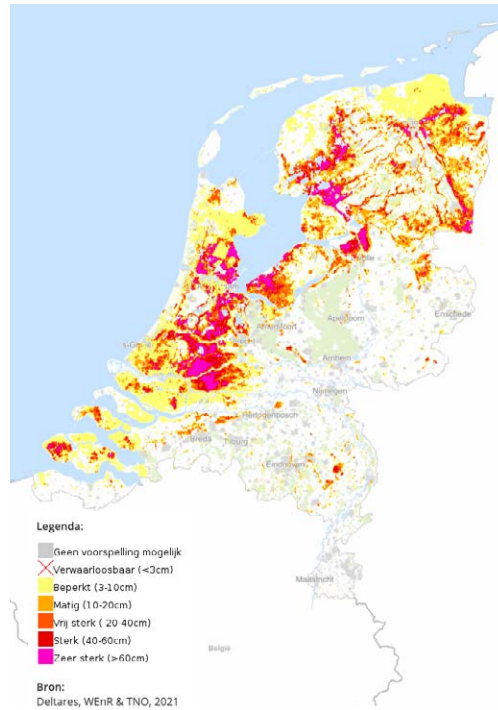 Enschede
Apeldoorn
Amersfoort
Arnhem
Nijmegen
Breda
Tilburg
Eindhoven
Maastricht
België
Legenda:
Geen voorspelling mogelijk
Verwaarloosbaar (<3cm)
Beperkt (3-10cm)
Matig (10-20cm)
Vrij sterk ( 20-40cm)
Sterk (40-60cm)
Zeer sterk (>60cm)
Bron:
Deltares, WEnR & TNO, 2021